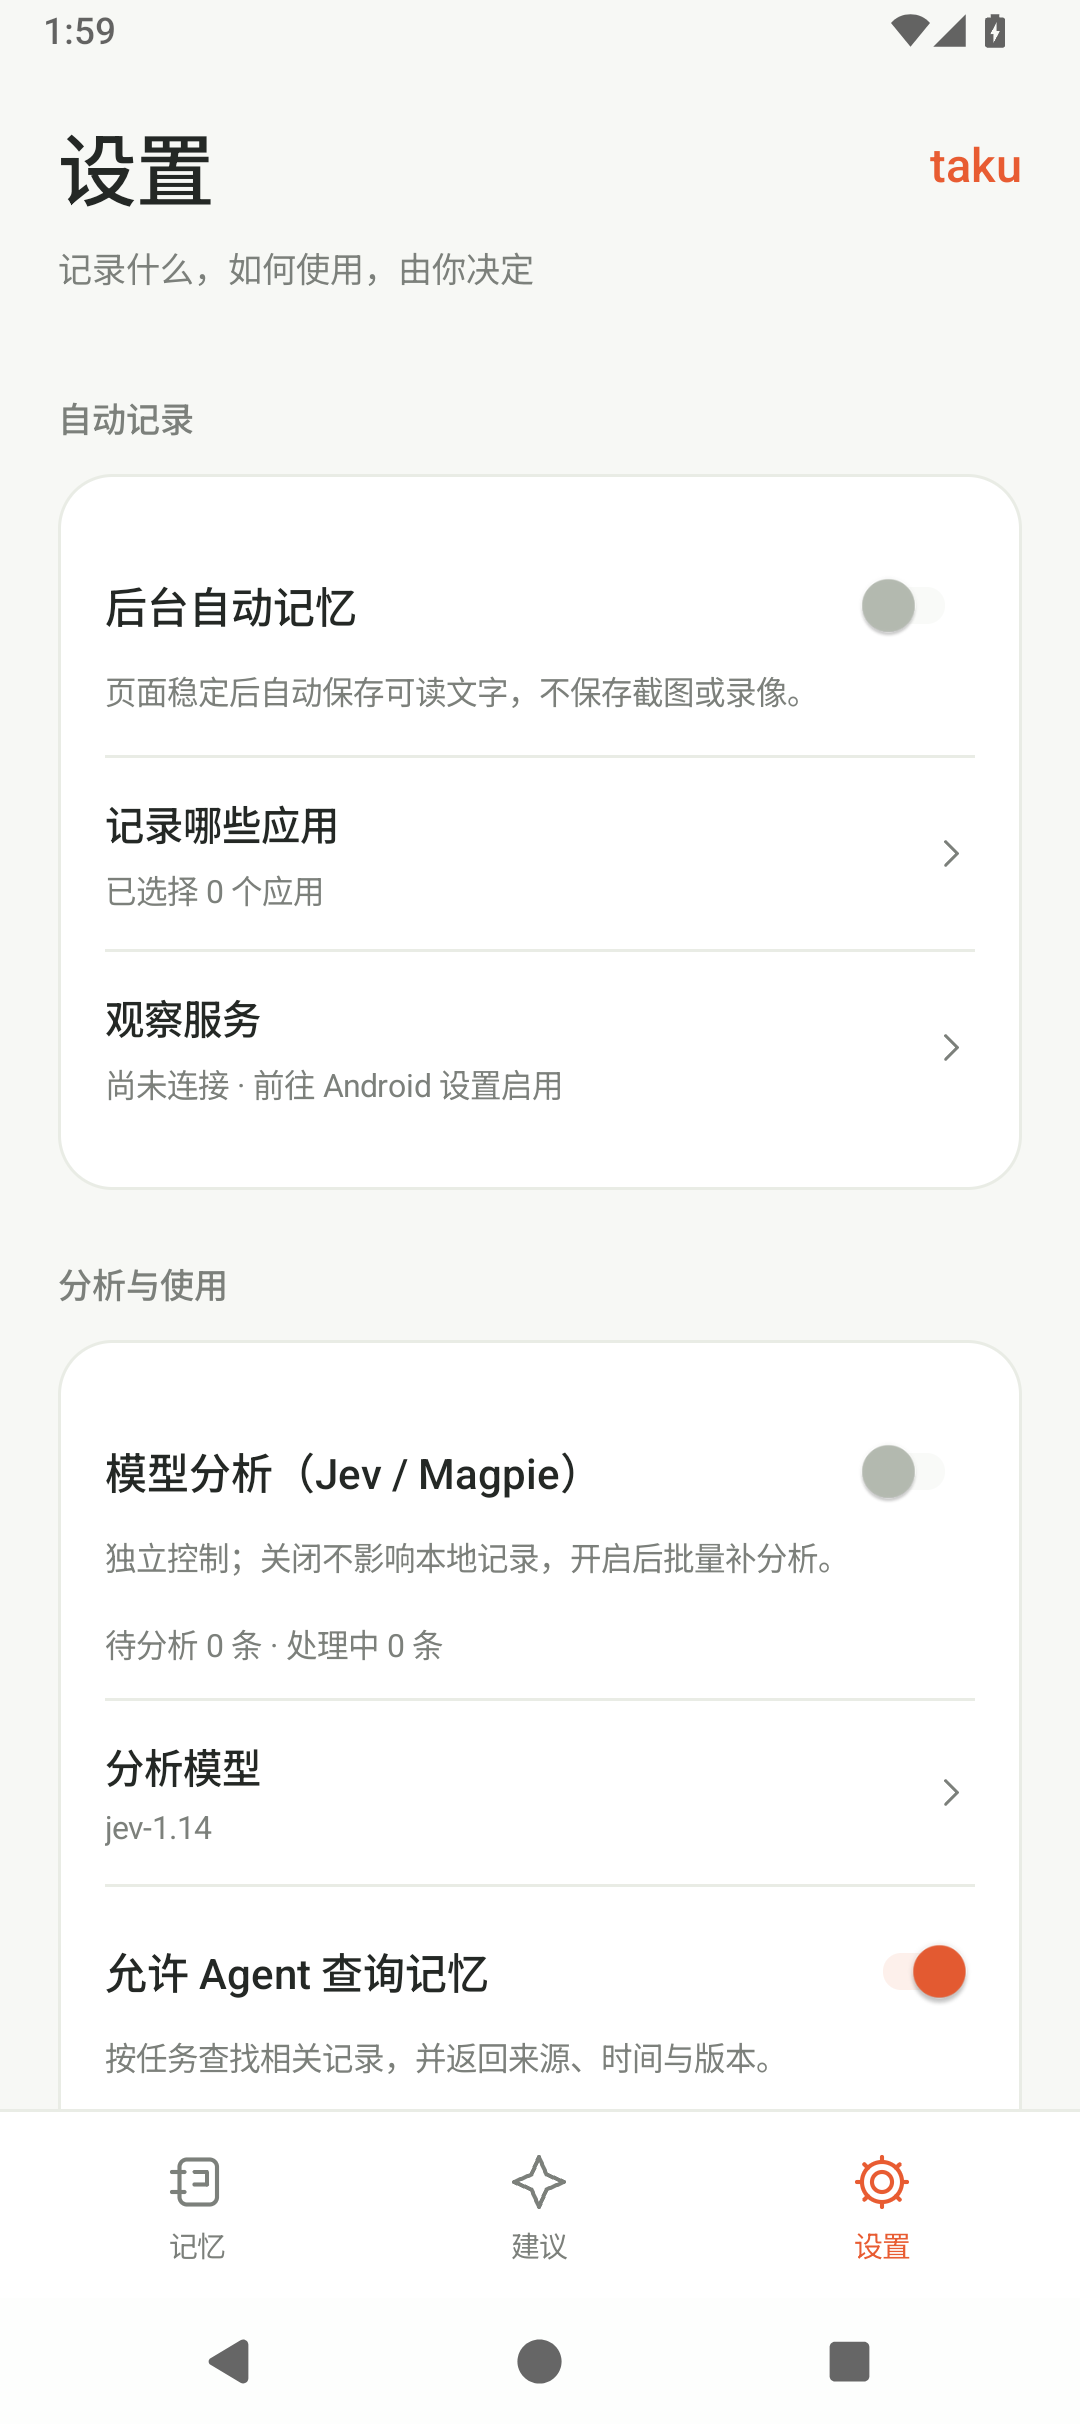 1:59
设置
taku
记录什么，如何使用，由你决定
自动记录
后台自动记忆
页面稳定后自动保存可读文字，不保存截图或录像。
记录哪些应用
已选择 0 个应用
观察服务
尚未连接 · 前往 Android 设置启用
分析与使用
模型分析（Jev / Magpie）
独立控制；关闭不影响本地记录，开启后批量补分析。
待分析 0 条 · 处理中 0 条
分析模型
jev-1.14
允许 Agent 查询记忆
按任务查找相关记录，并返回来源、时间与版本。
记忆
建议
设置